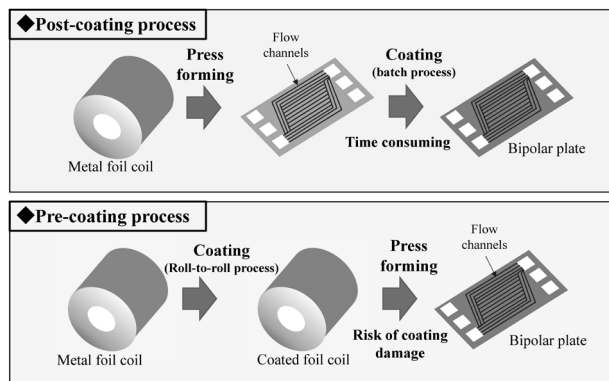 ◆Post-coating process
Press
forming
Flow
channels
Coating
(batch process)
Time consuming
Metal foil coil
Bipolar plate
◆Pre-coating process
Coating
(Roll-to-roll process)
Press
forming
Flow
channels
Risk of coating
damage
Metal foil coil
Coated foil coil
Bipolar plate